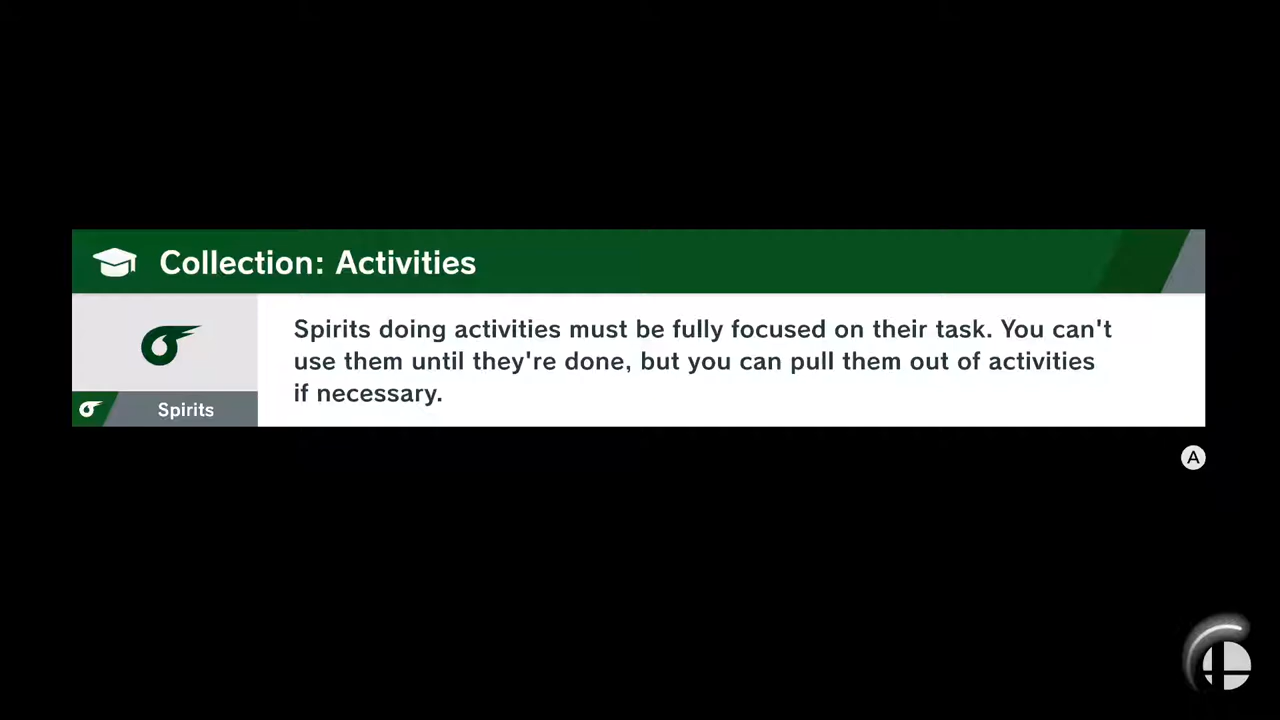 Collection: Activities
Spirits doing activities must be fully focused on their task. You can't
use them until they're done, but you can pull them out of activities
if necessary.
Spirits
A